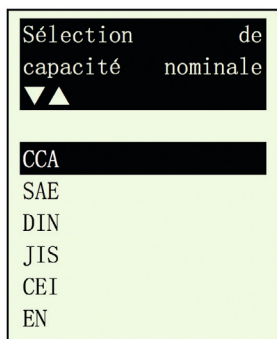 Sélection de
capacité nominale
▼▲
CCA
SAE
DIN
JIS
CEI
EN